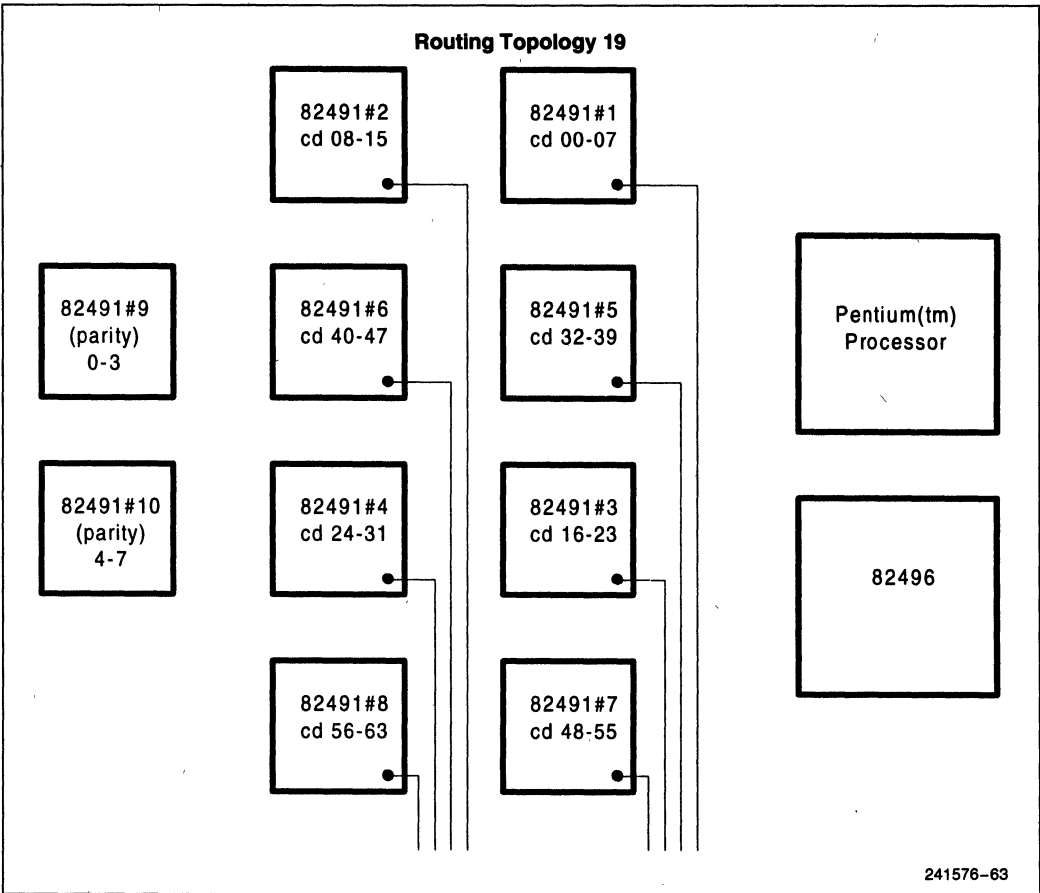 Routing Topology 19
82491#2
cd 08-15
82491#1
cd 00-07
82491#9
(parity)
0-3
82491#6
cd 40-47
82491#5
cd 32-39
Pentium(tm)
Processor
82491#10
(parity)
4-7
82491#4
cd 24-31
82491#3
cd 16-23
82496
82491#8
cd 56-63
82491#7
cd 48-55
241576-63